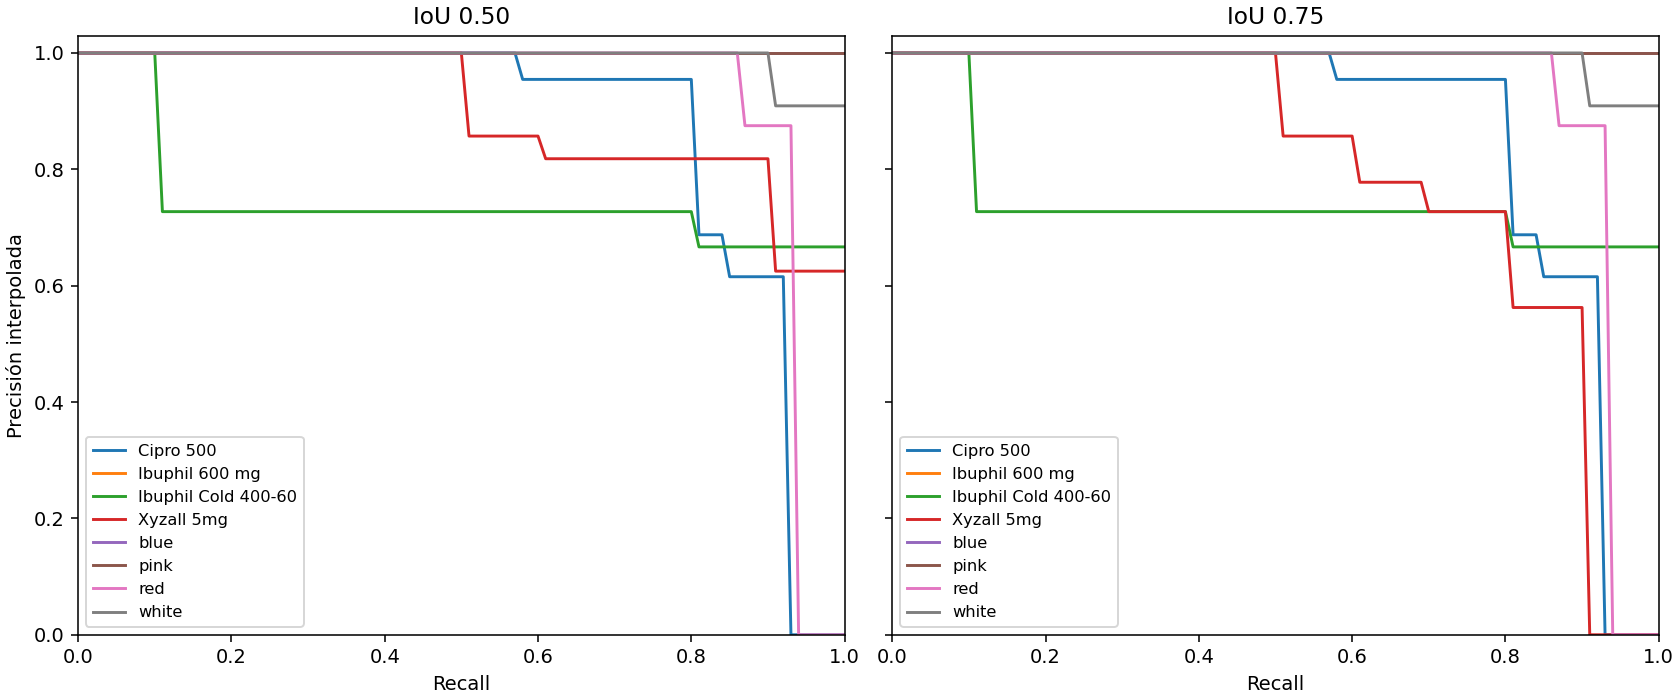 IoU 0.50
1.0
0.8
0.6
0.4
0.2
0.0
Precisión interpolada
Cipro 500
Ibuphil 600 mg
Ibuphil Cold 400-60
Xyzall 5mg
blue
pink
red
white
0.0 0.2 0.4 0.6 0.8 1.0
Recall
IoU 0.75
Cipro 500
Ibuphil 600 mg
Ibuphil Cold 400-60
Xyzall 5mg
blue
pink
red
white
0.0 0.2 0.4 0.6 0.8 1.0
Recall